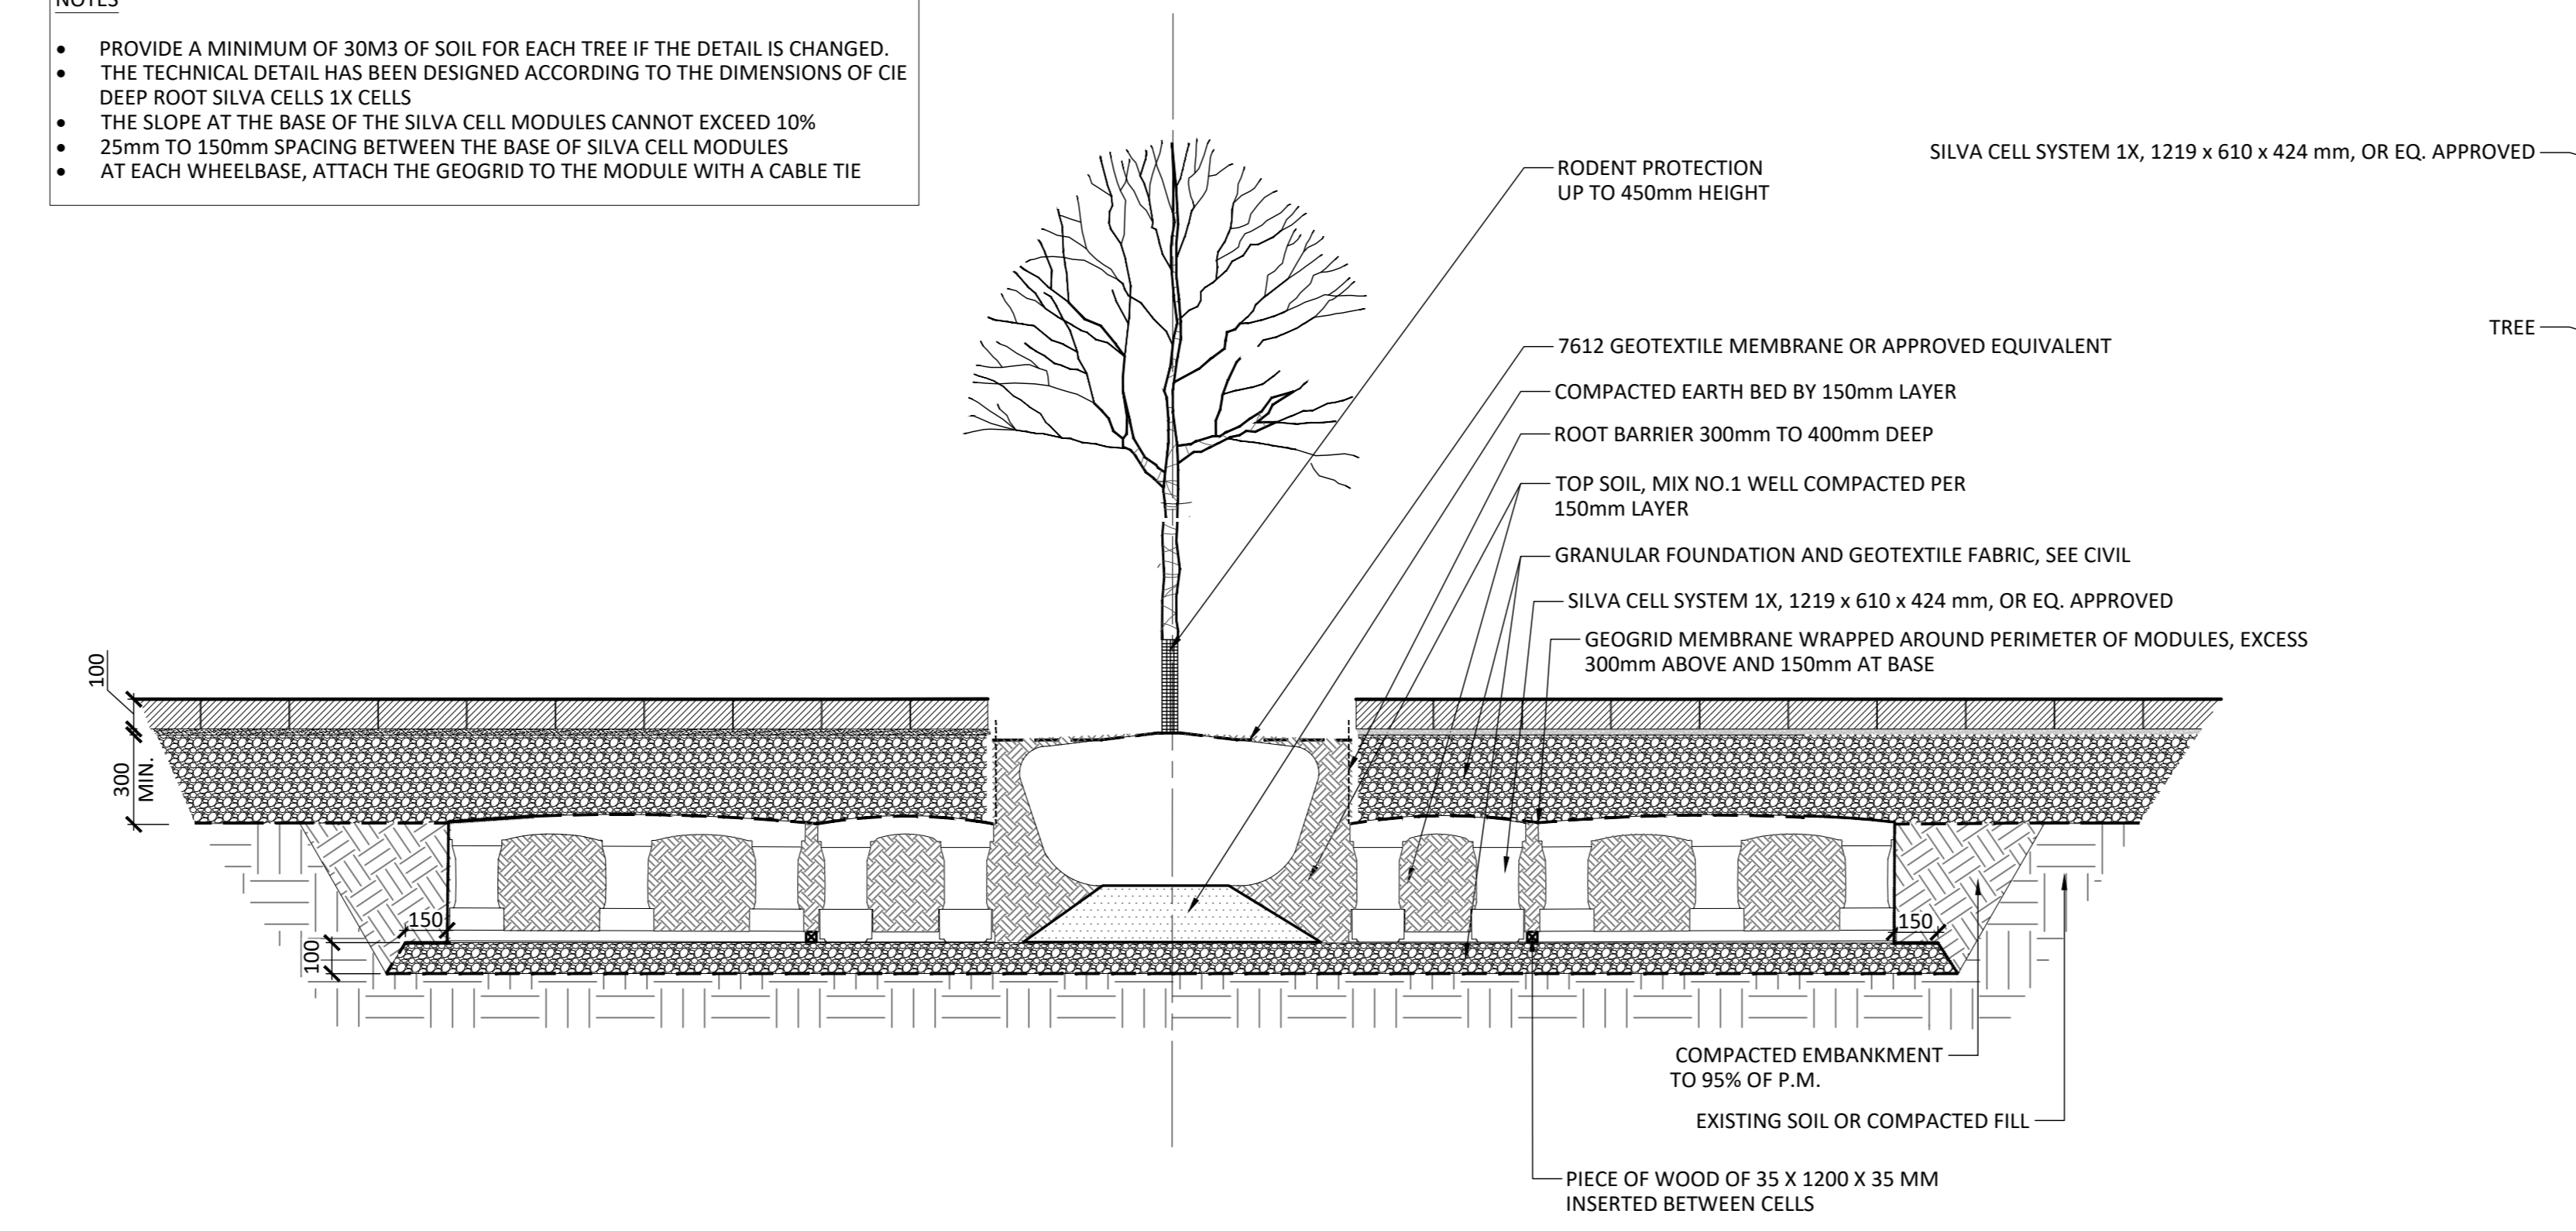 NOTES
• PROVIDE A MINIMUM OF 30M3 OF SOIL FOR EACH TREE IF THE DETAIL IS CHANGED.
• THE TECHNICAL DETAIL HAS BEEN DESIGNED ACCORDING TO THE DIMENSIONS OF CIE
DEEP ROOT SILVA CELLS 1X CELLS
• THE SLOPE AT THE BASE OF THE SILVA CELL MODULES CANNOT EXCEED 10%
• 25mm TO 150mm SPACING BETWEEN THE BASE OF SILVA CELL MODULES
• AT EACH WHEELBASE, ATTACH THE GEOGRID TO THE MODULE WITH A CABLE TIE
SILVA CELL SYSTEM 1X, 1219 x 610 x 424 mm, OR EQ. APPROVED
RODENT PROTECTION
UP TO 450mm HEIGHT
TREE
7612 GEOTEXTILE MEMBRANE OR APPROVED EQUIVALENT
COMPACTED EARTH BED BY 150mm LAYER
ROOT BARRIER 300mm TO 400mm DEEP
TOP SOIL, MIX NO.1 WELL COMPACTED PER
150mm LAYER
GRANULAR FOUNDATION AND GEOTEXTILE FABRIC, SEE CIVIL
SILVA CELL SYSTEM 1X, 1219 x 610 x 424 mm, OR EQ. APPROVED
GEOGRID MEMBRANE WRAPPED AROUND PERIMETER OF MODULES, EXCESS
300mm ABOVE AND 150mm AT BASE
100
300
MIN.
150
100
150
COMPACTED EMBANKMENT
TO 95% OF P.M.
EXISTING SOIL OR COMPACTED FILL
PIECE OF WOOD OF 35 X 1200 X 35 MM
INSERTED BETWEEN CELLS